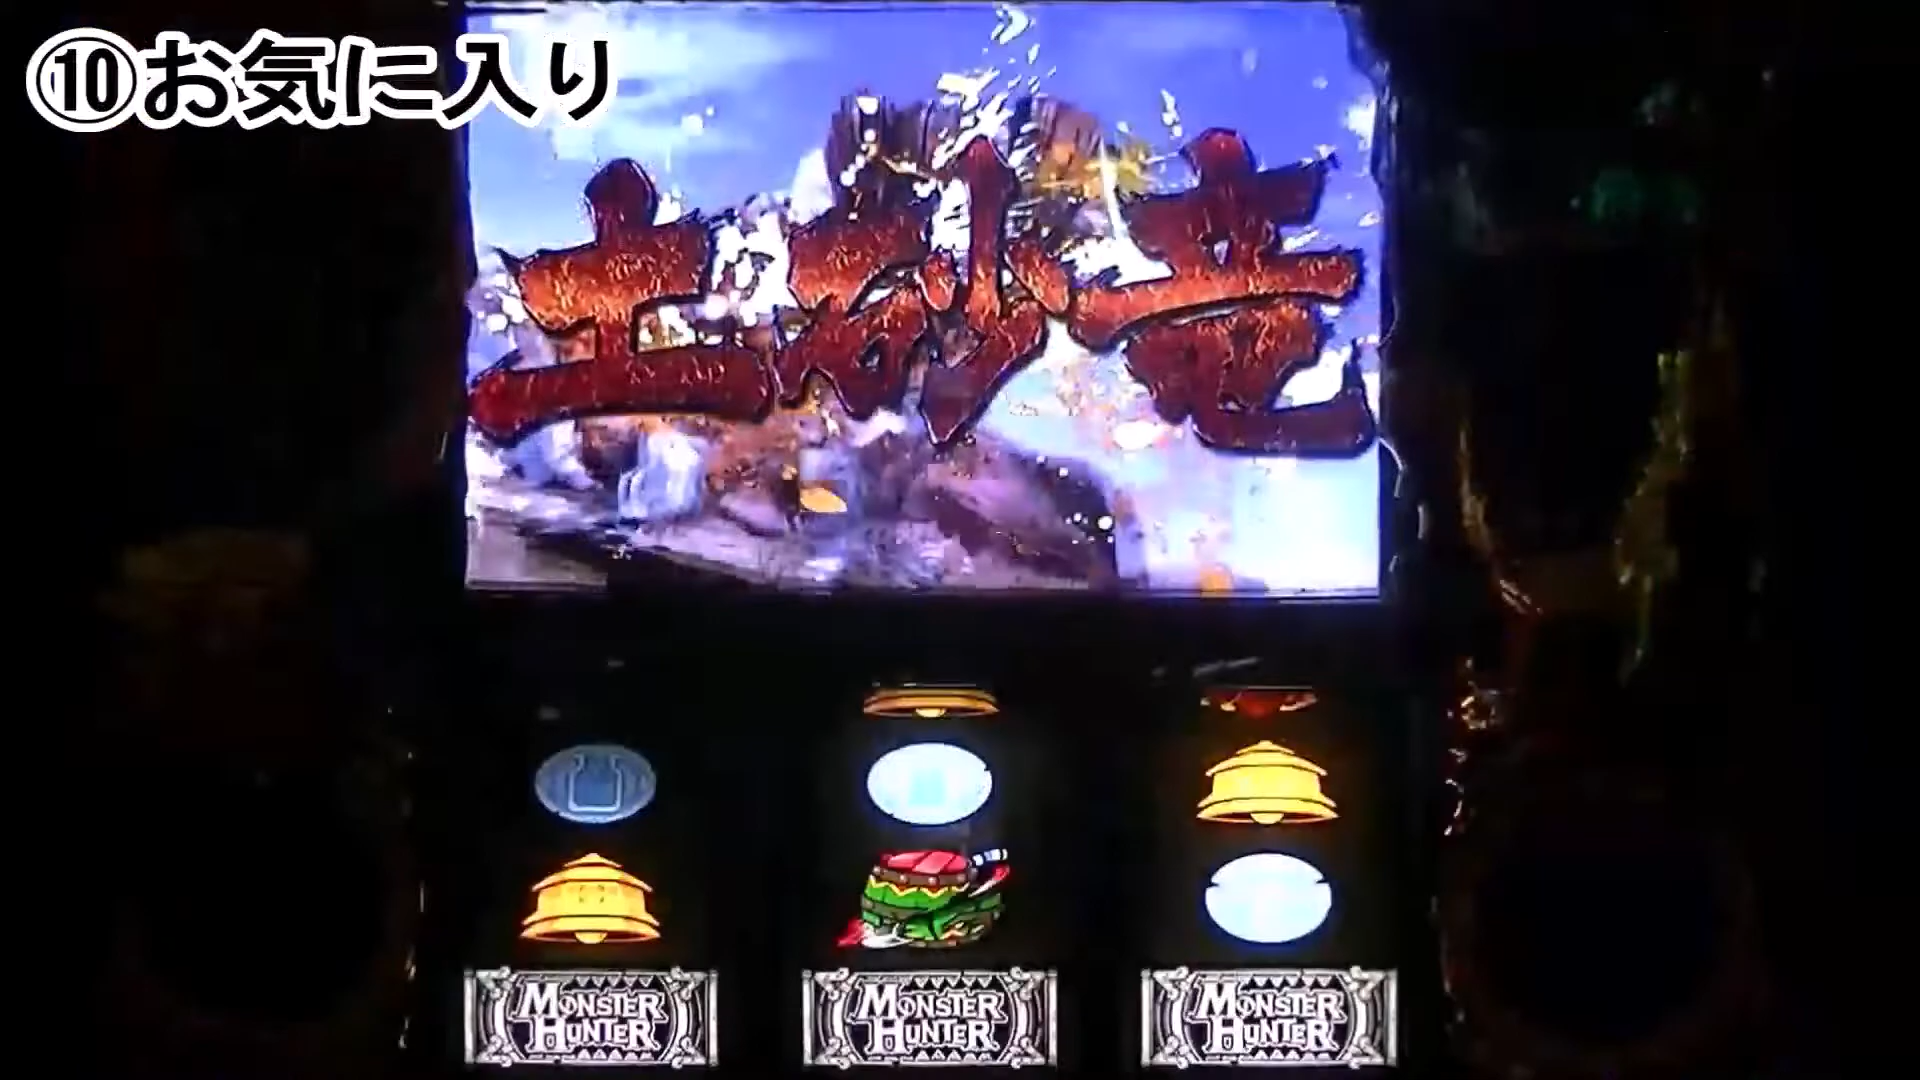 ⑩お気に入り
土砂竜
MONSTER
HUNTER
MONSTER
HUNTER
MONSTER
HUNTER